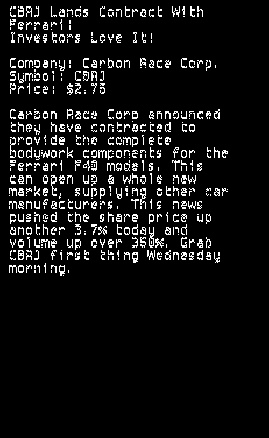 CBAJ Lands Contract With
Ferrari!
Investors Love It!
Company: Carbon Race Corp.
Symbol: CBAJ
Price: $2.75
Carbon Race Corp announced
they have contracted to
provide the complete
bodywork components for the
Ferrari F40 models. This
can open up a whole new
market, supplying other car
manufacturers. This news
pushed the share price up
another 3.7% today and
volume up over 350%. Grab
CBAJ first thing Wednesday
morning.